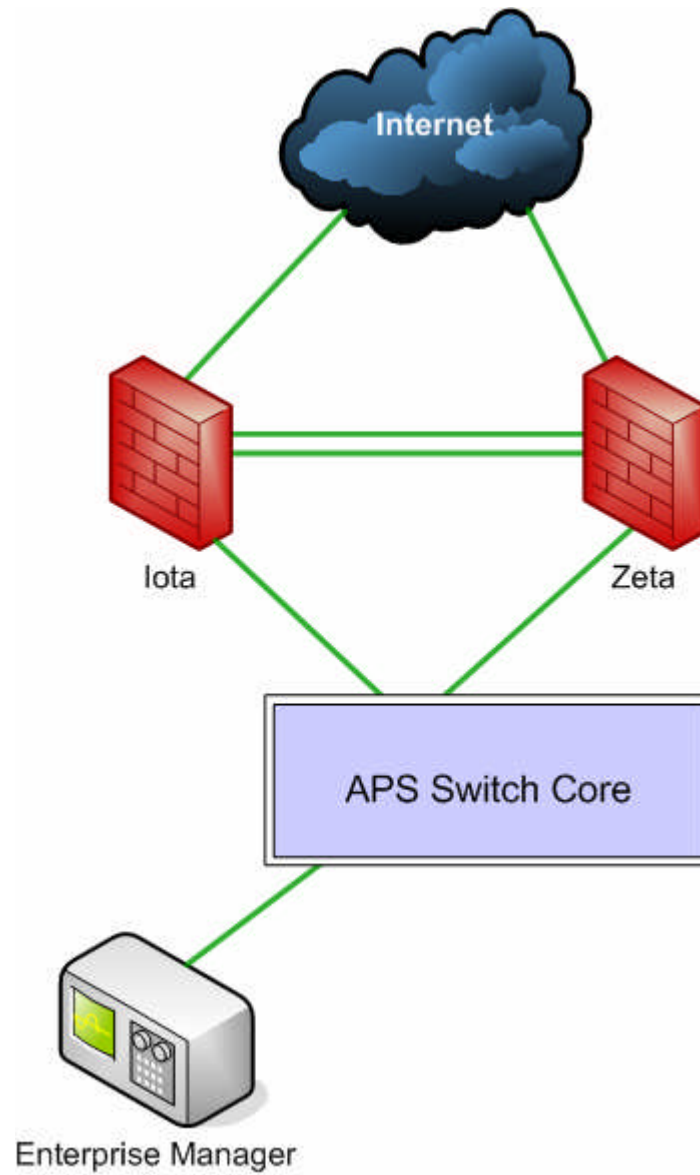 Internet
Iota
Zeta
APS Switch Core
Enterprise Manager